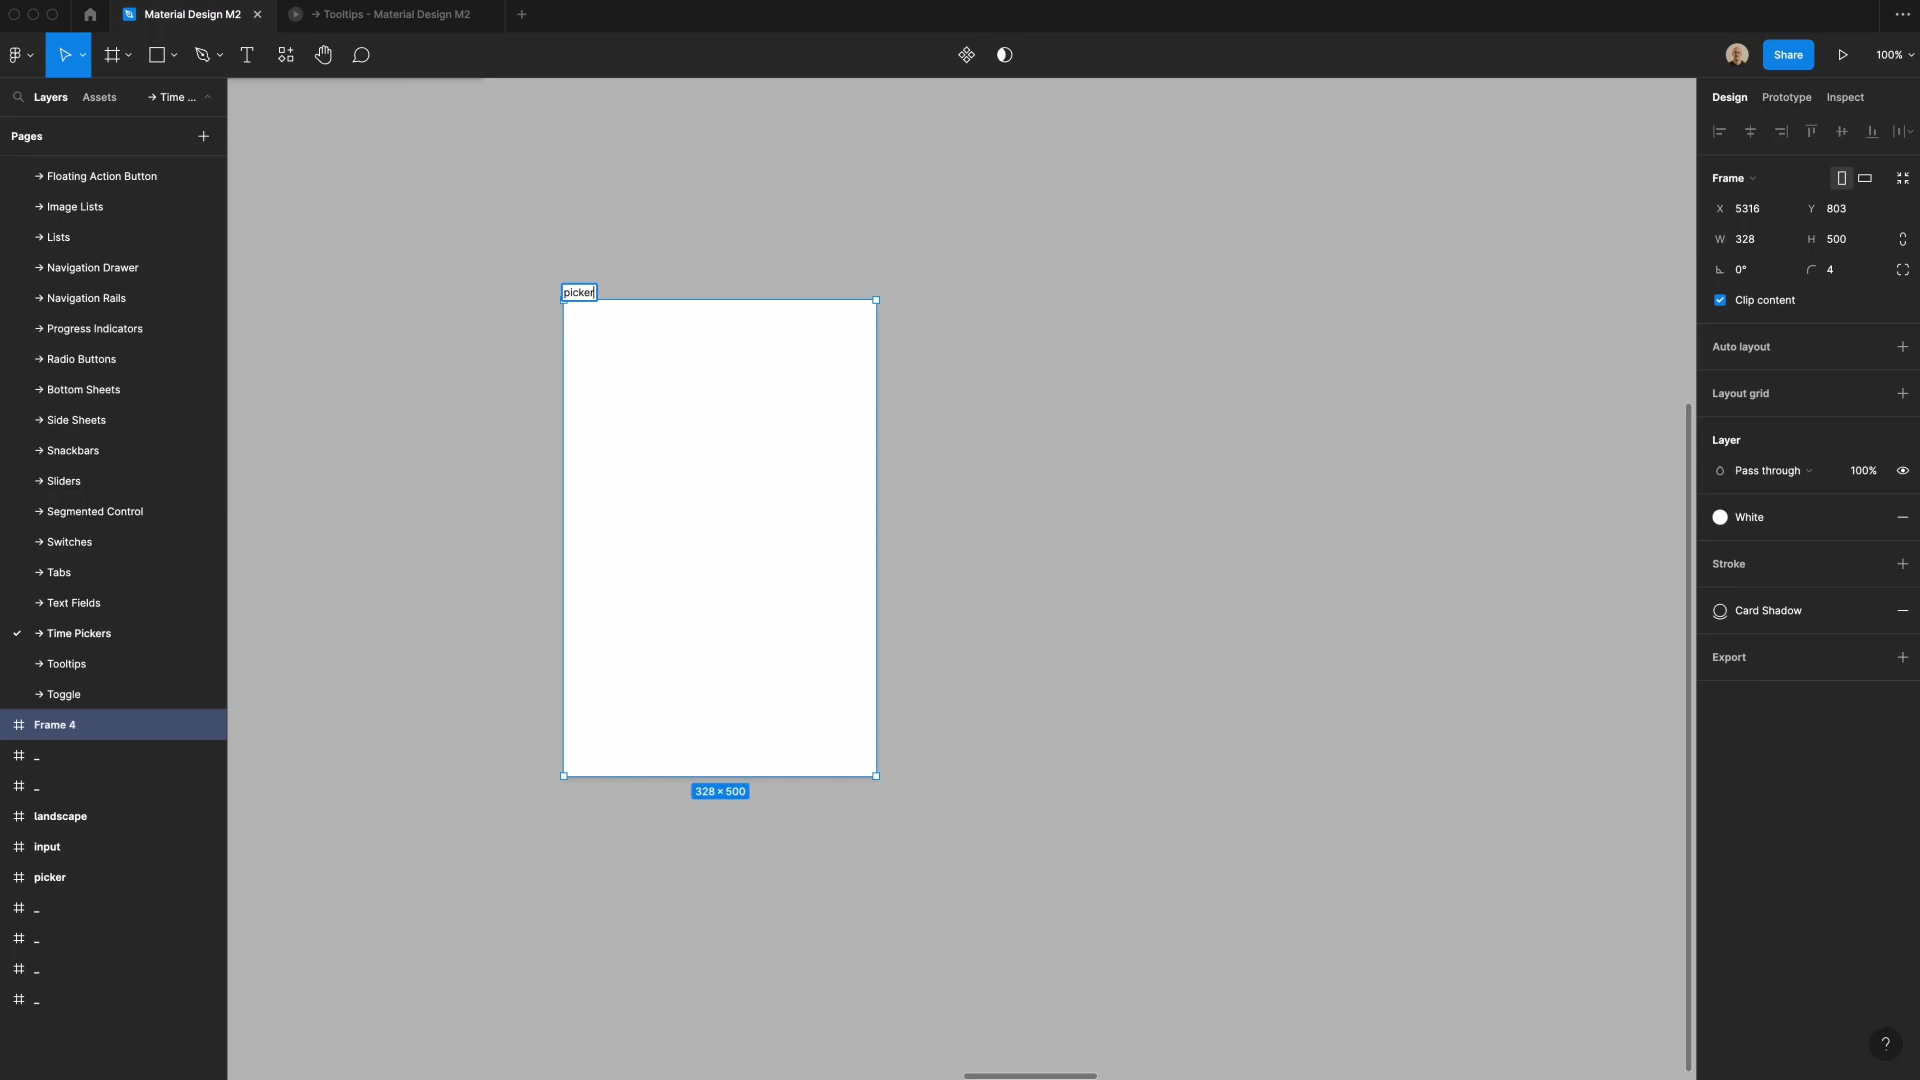 Material Design M2
→ Tooltips - Material Design M2
Share
100%
Layers
Assets
→ Time ...
Pages
→ Floating Action Button
→ Image Lists
→ Lists
→ Navigation Drawer
→ Navigation Rails
→ Progress Indicators
→ Radio Buttons
→ Bottom Sheets
→ Side Sheets
→ Snackbars
→ Sliders
→ Segmented Control
→ Switches
→ Tabs
→ Text Fields
→ Time Pickers
→ Tooltips
→ Toggle
Frame 4
_
_
landscape
input
picker
_
_
_
_
picker
328 × 500
Design
Prototype
Inspect
Frame
X 5316
Y 803
W 328
H 500
0°
4
Clip content
Auto layout
Layout grid
Layer
Pass through
100%
White
Stroke
Card Shadow
Export
?